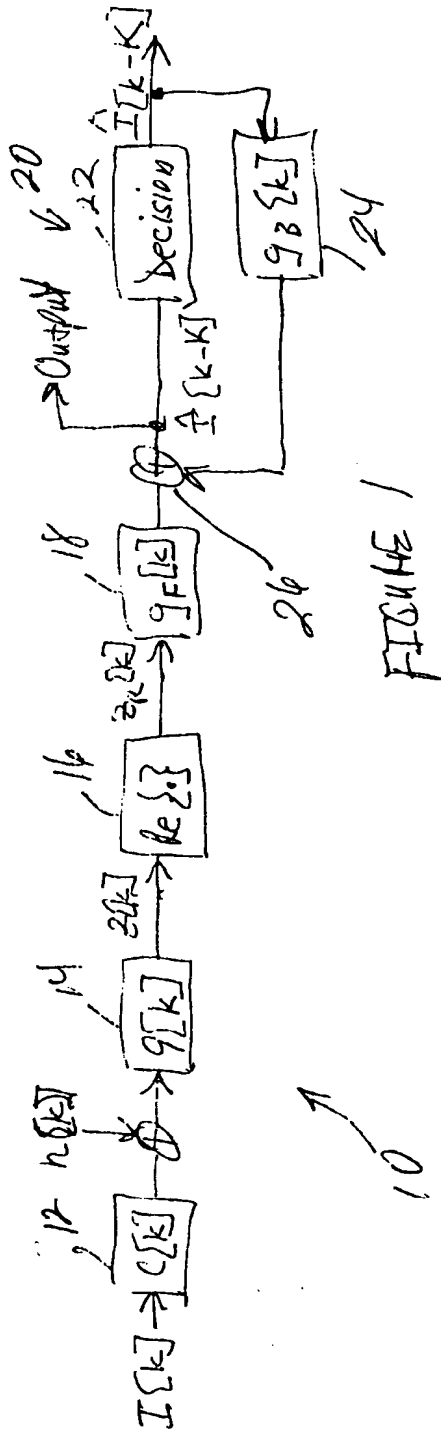 I[k]
12
C[k]
n[k]
14
g[k]
z[k]
16
Re{·}
z_R[k]
18
g_F[k]
26
Î[k-K]
Output
20
22
Decision
Î[k-K]
g_B[k]
24
10
FIGURE 1